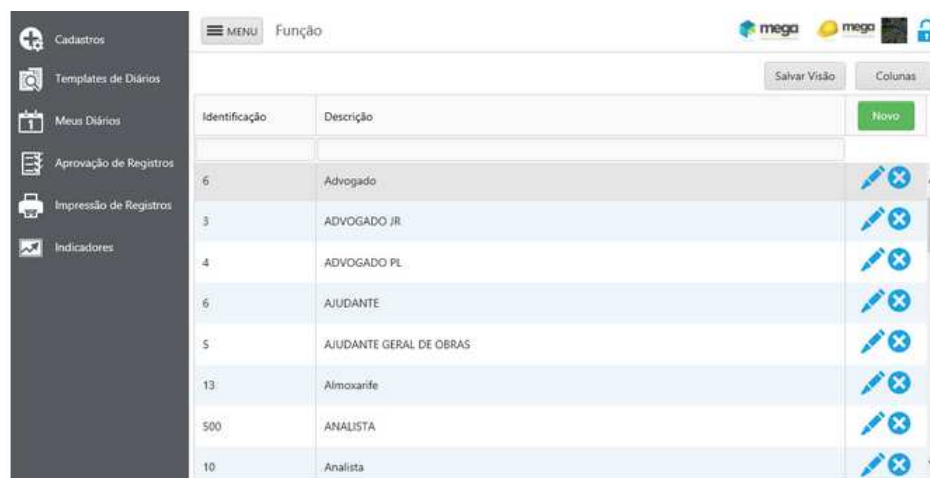 Cadastros
Templates de Diários
1
Meus Diários
Aprovação de Registros
Impressão de Registros
Indicadores
MENU Função
mega mega
Salvar Visão Colunas
Identificação Descrição Novo
6 Advogado
3 ADVOGADO JR
4 ADVOGADO PL
6 AJUDANTE
5 AJUDANTE GERAL DE OBRAS
13 Almoxarife
500 ANALISTA
10 Analista